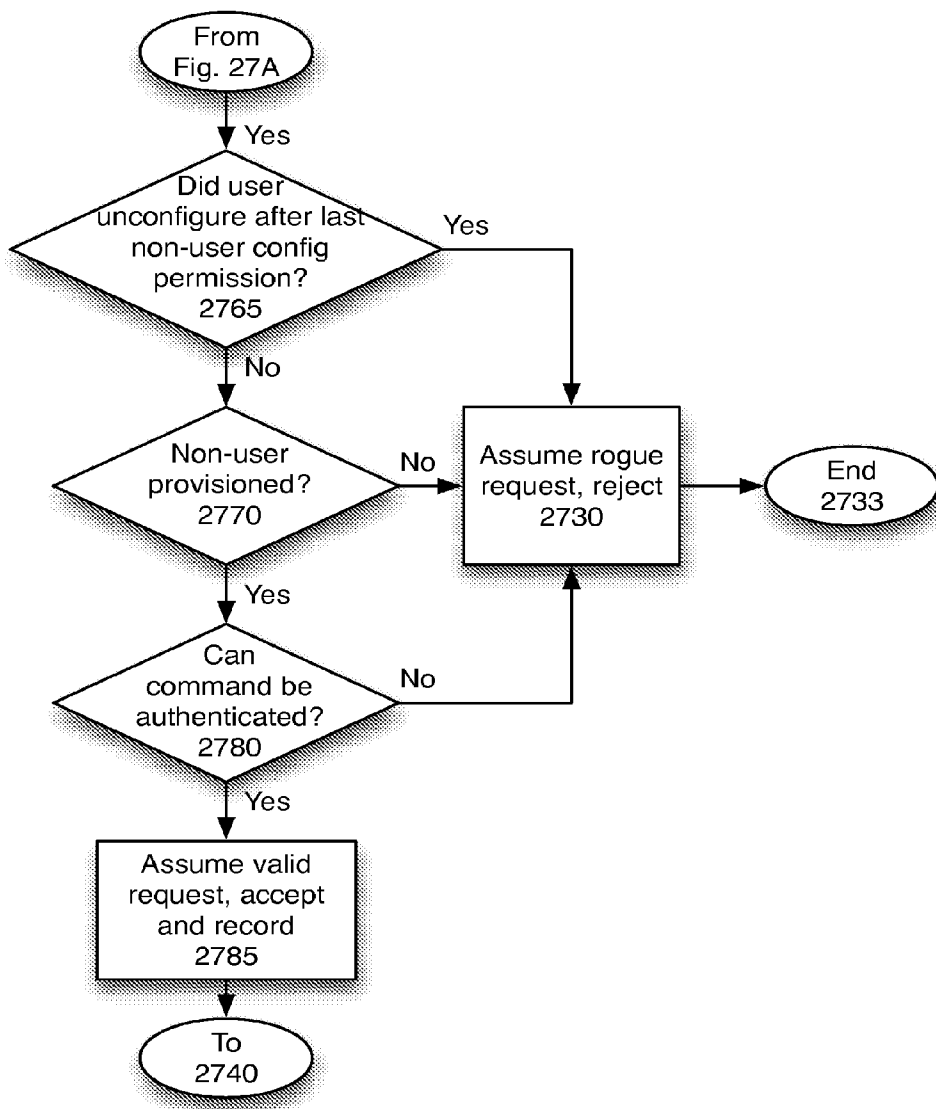 From
Fig. 27A
Yes
Did user
unconfigure after last
non-user config
permission?
2765
Yes
No
Non-user
provisioned?
2770
No
Assume rogue
request, reject
2730
End
2733
Yes
Can
command be
authenticated?
2780
No
Yes
Assume valid
request, accept
and record
2785
To
2740